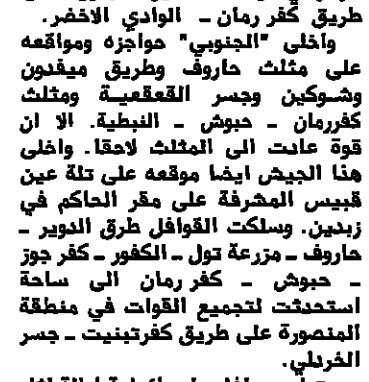 طريق كفر رمان ـ الوادي الاخضر.
واخلى "الجنوبي" حواجزه ومواقعه
على مثلث حاروف وطريق ميفدون
وشوكين وجسر القعقعية ومثلث
كفررمان ـ حبوش ـ النبطية. الا ان
قوة عادت الى المثلث لاحقا. واخلى
هذا الجيش ايضا موقعه على تلة عين
قبيس المشرفة على مقر الحاكم في
زبدين. وسلكت القوافل طرق الدوير ـ
حاروف ـ مزرعة تول ـ الكفور ـ كفر جوز
ـ حبوش ـ كفر رمان الى ساحة
استحدثت لتجميع القوات في منطقة
المنصورة على طريق كفرتبنيت ـ جسر
الخردلي.